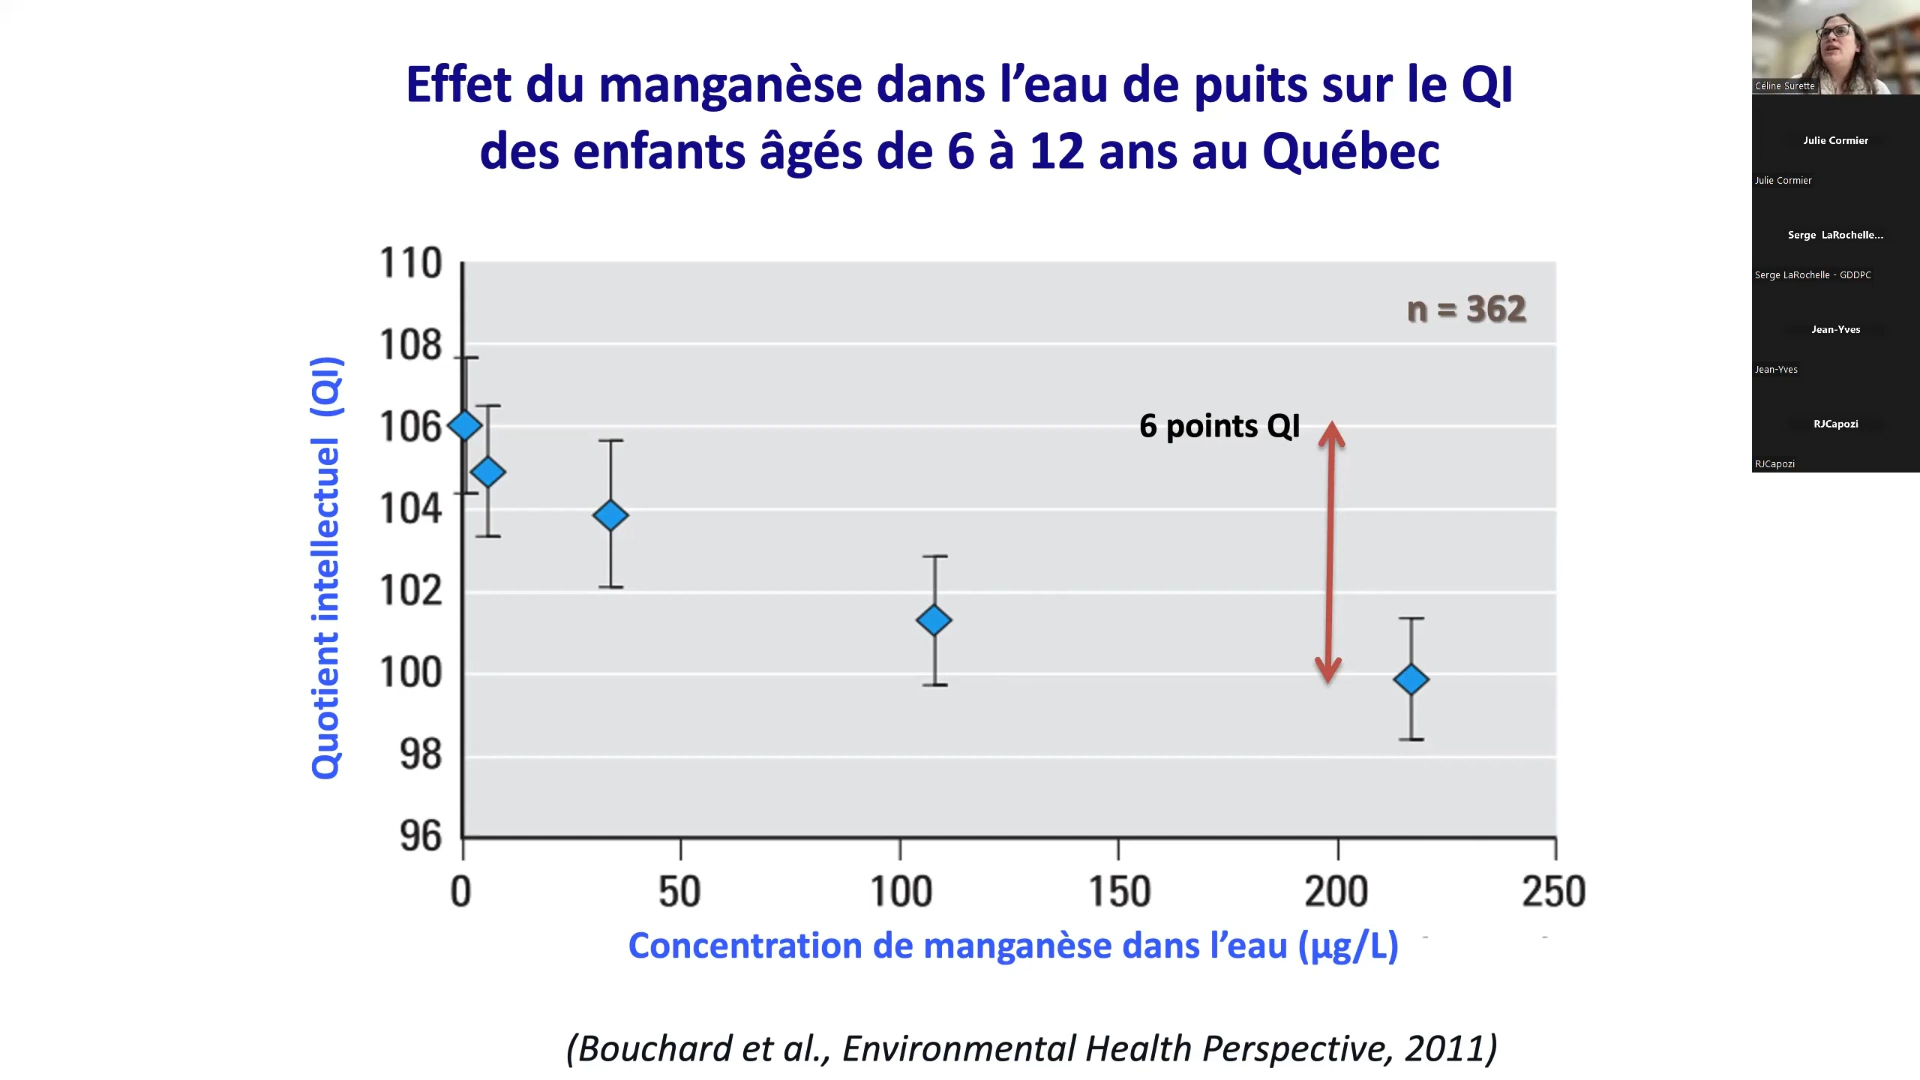 Effet du manganèse dans l'eau de puits sur le QI
des enfants âgés de 6 à 12 ans au Québec
110
108
106
104
102
100
98
96
Quotient intellectuel (QI)
n = 362
6 points QI
0
50
100
150
200
250
Concentration de manganèse dans l'eau (µg/L)
(Bouchard et al., Environmental Health Perspective, 2011)
Céline Surette
Julie Cormier
Julie Cormier
Serge LaRochelle...
Serge LaRochelle - GDDPC
Jean-Yves
Jean-Yves
RJCapozi
RJCapozi